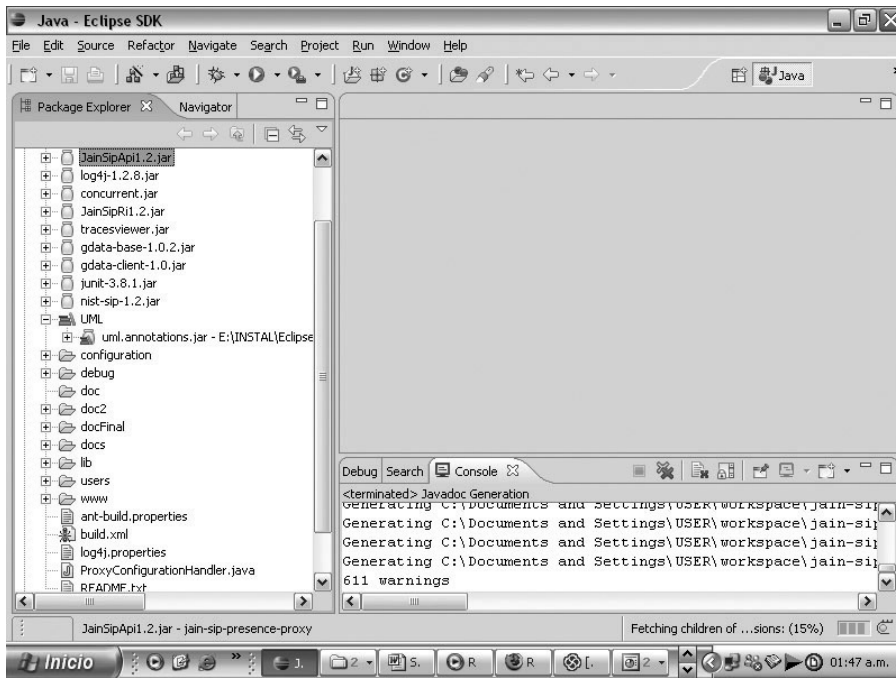 Java - Eclipse SDK
File Edit Source Refactor Navigate Search Project Run Window Help
Java
Package Explorer Navigator
JainSipApi1.2.jar
log4j-1.2.8.jar
concurrent.jar
JainSipRi1.2.jar
tracesviewer.jar
gdata-base-1.0.2.jar
gdata-client-1.0.jar
junit-3.8.1.jar
nist-sip-1.2.jar
UML
uml.annotations.jar - E:\INSTAL\Eclipse
configuration
debug
doc
doc2
docFinal
docs
lib
users
www
ant-build.properties
build.xml
log4j.properties
ProxyConfigurationHandler.java
README.txt
Debug Search Console
<terminated> Javadoc Generation
Generating C:\Documents and Settings\USER\workspace\jain-sip
Generating C:\Documents and Settings\USER\workspace\jain-sip
Generating C:\Documents and Settings\USER\workspace\jain-sip
Generating C:\Documents and Settings\USER\workspace\jain-sip
611 warnings
JainSipApi1.2.jar - jain-sip-presence-proxy
Fetching children of ...sions: (15%)
Inicio J. 2 S. R R [. 2 01:47 a.m.